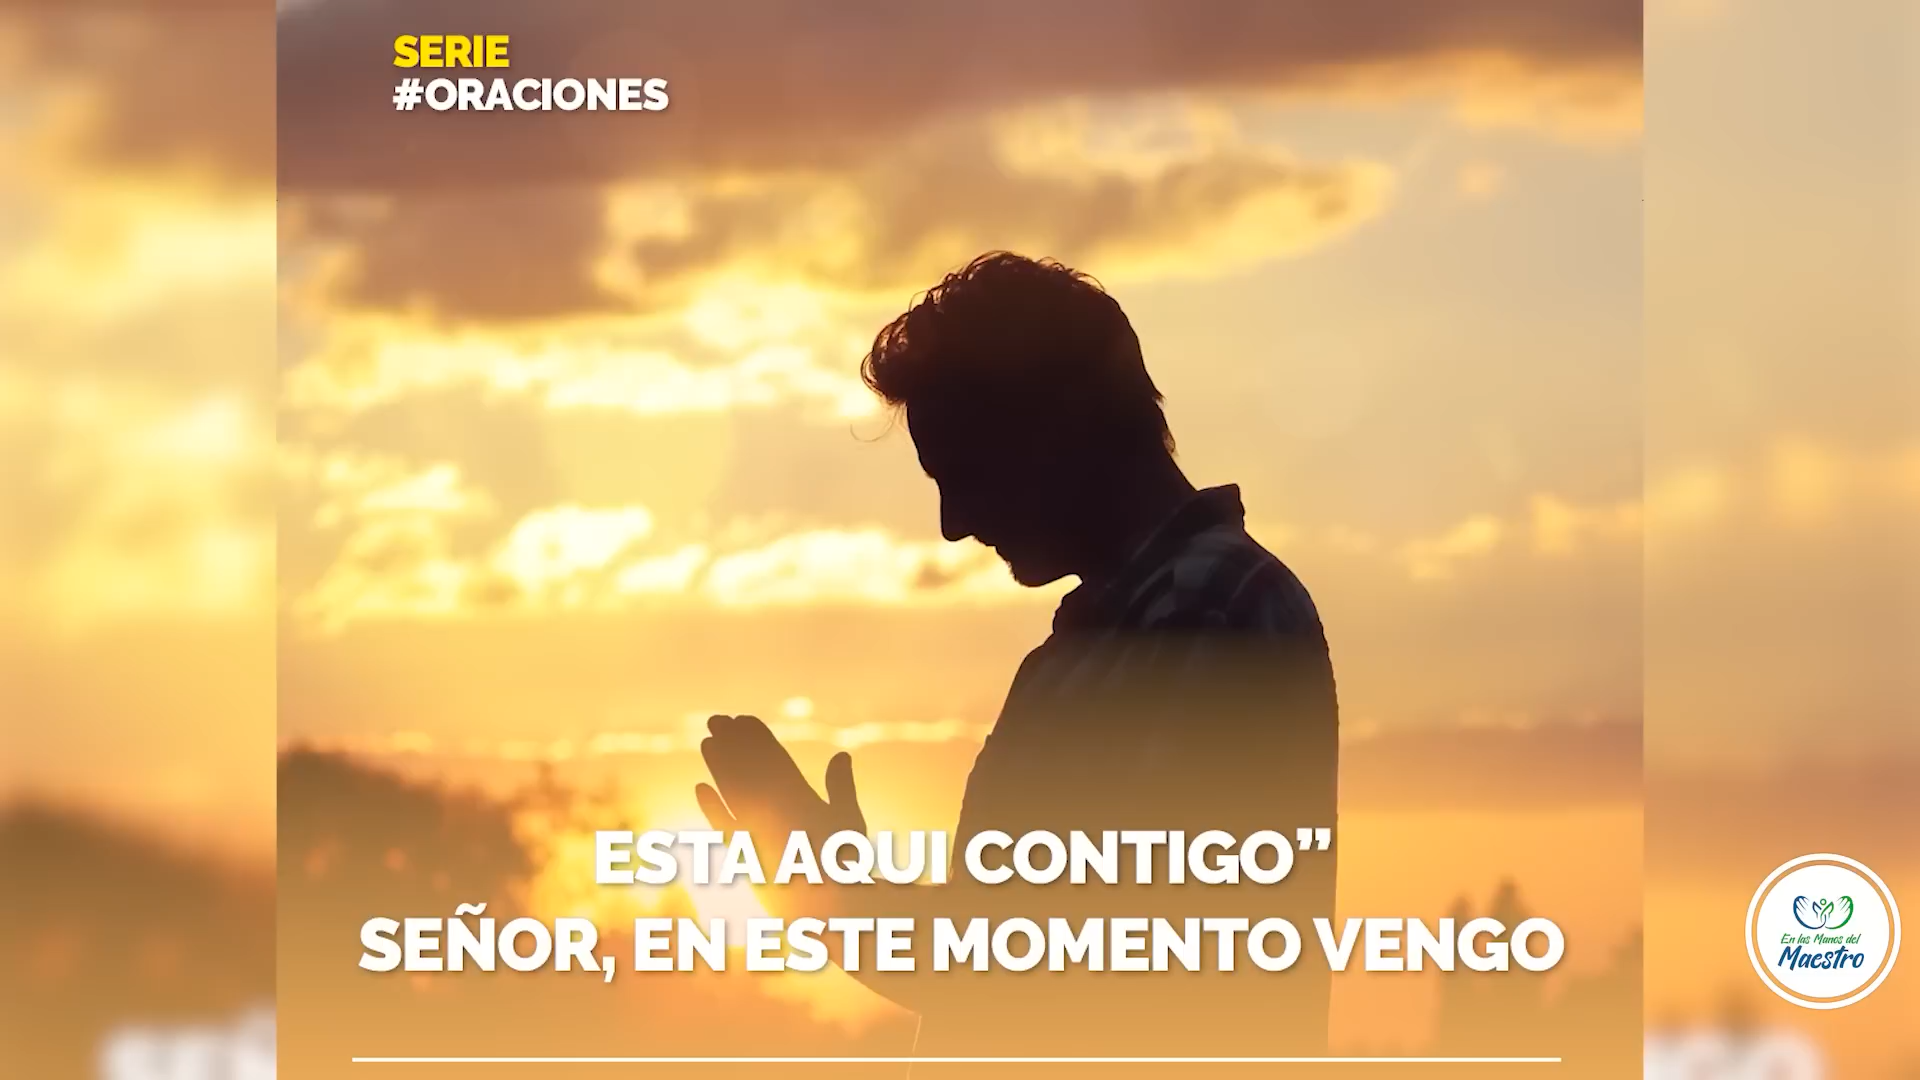 SERIE
#ORACIONES
ESTA AQUI CONTIGO”
SEÑOR, EN ESTE MOMENTO VENGO
En las Manos del
Maestro